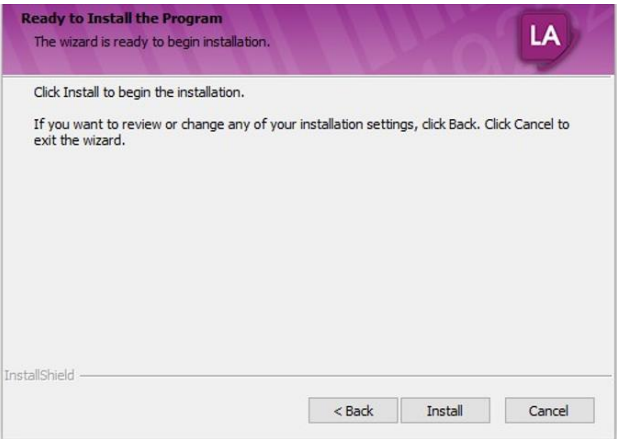 Ready to Install the Program
The wizard is ready to begin installation.
LA
Click Install to begin the installation.
If you want to review or change any of your installation settings, click Back. Click Cancel to
exit the wizard.
InstallShield
< Back
Install
Cancel